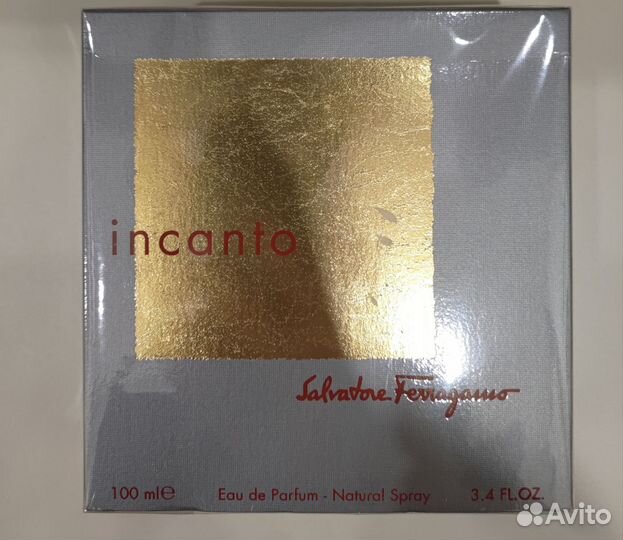 incanto
Salvatore Ferragamo
100 ml℮ Eau de Parfum - Natural Spray 3.4 FL.OZ.
Avito